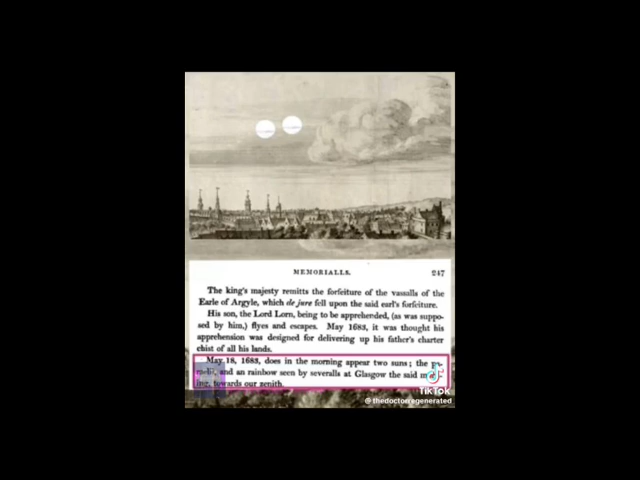 MEMORIALLS. 247
The king's majesty remitts the forfeiture of the vassalls of the
Earle of Argyle, which de jure fell upon the said earl's forfeiture.
His son, the Lord Lorn, being to be apprehended, (as was suppo-
sed by him,) flyes and escapes. May 1683, it was thought his
apprehension was designed for delivering up his father's charter
chist of all his lands.
May 18, 1683, does in the morning appear two suns; the
and an rainbow seen by severalls at Glasgow the said
towards our zenith.
TikTok
@thedoctorregenerated